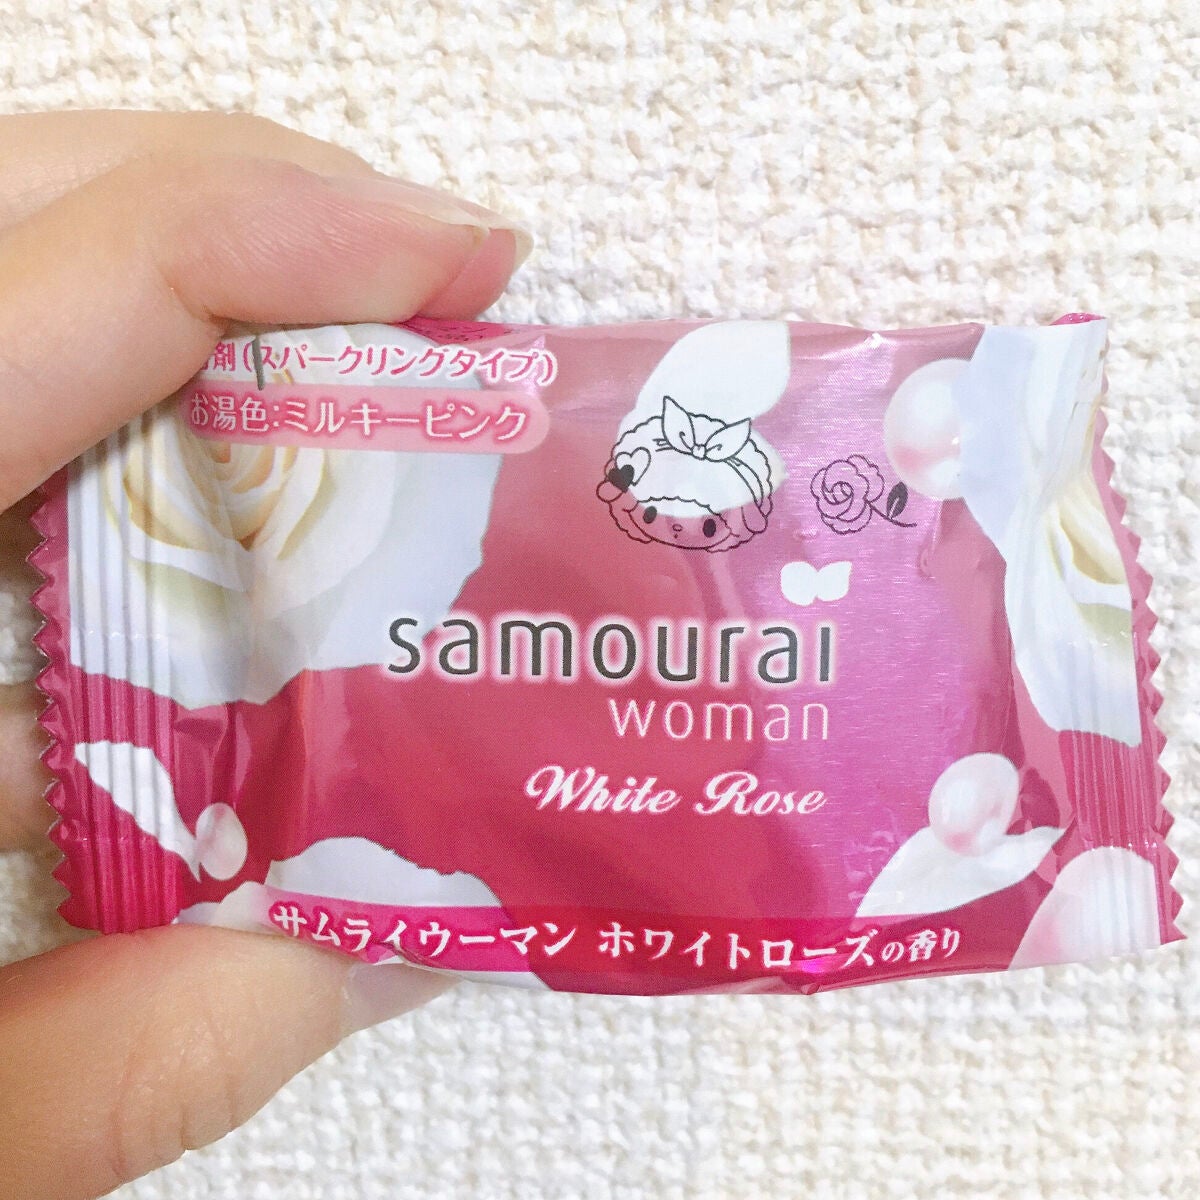 剤(スパークリングタイプ)
お湯色:ミルキーピンク
samourai
woman
White Rose
サムライウーマン ホワイトローズの香り